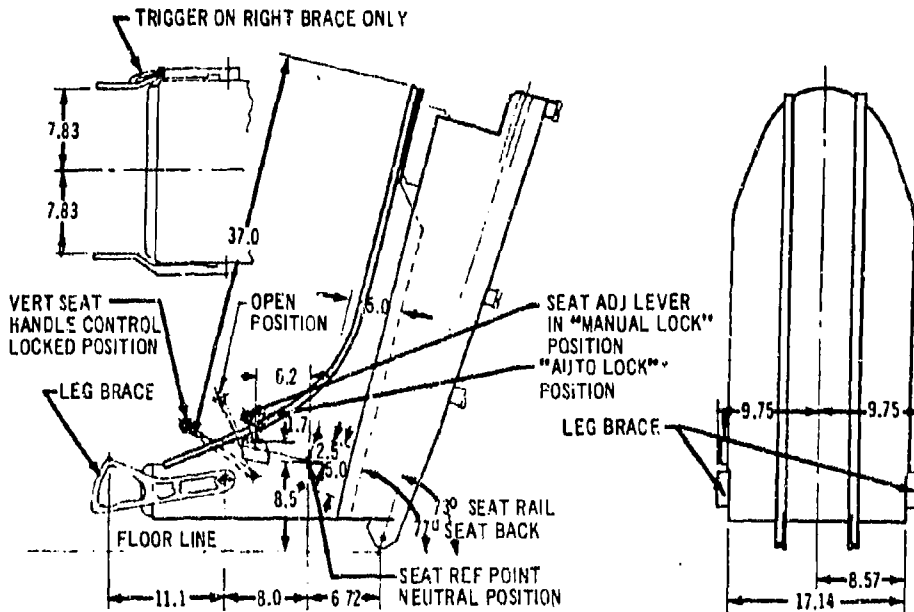 TRIGGER ON RIGHT BRACE ONLY
7.83
7.83
37.0
VERT SEAT
HANDLE CONTROL
LOCKED POSITION
OPEN
POSITION
LEG BRACE
6.2
5.0
1.7
2.5
5.0
8.5
SEAT ADJ LEVER
IN "MANUAL LOCK"
POSITION
"AUTO LOCK"
POSITION
73° SEAT RAIL
SEAT BACK
FLOOR LINE
SEAT REF POINT
NEUTRAL POSITION
11.1
8.0
6.72
9.75
9.75
LEG BRACE
8.57
17.14